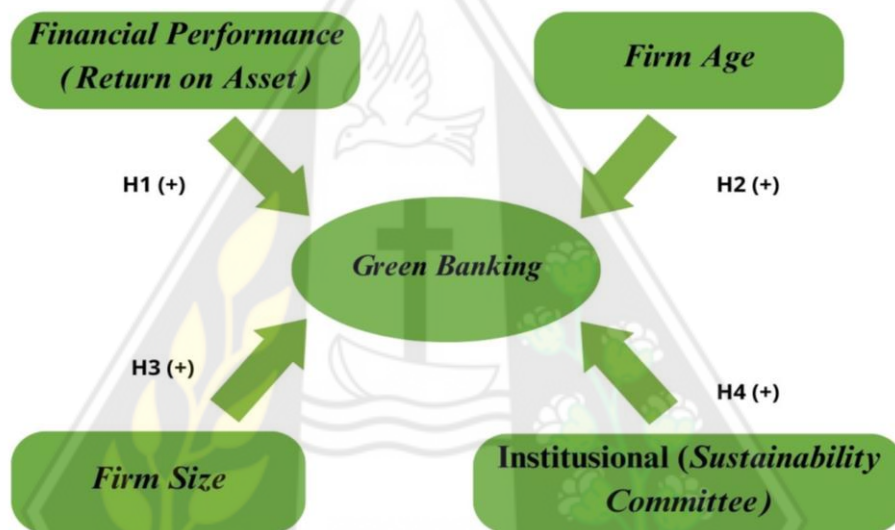 Financial Performance
(Return on Asset)
Firm Age
H1 (+)
H2 (+)
Green Banking
H3 (+)
H4 (+)
Firm Size
Institusional (Sustainability
Committee)